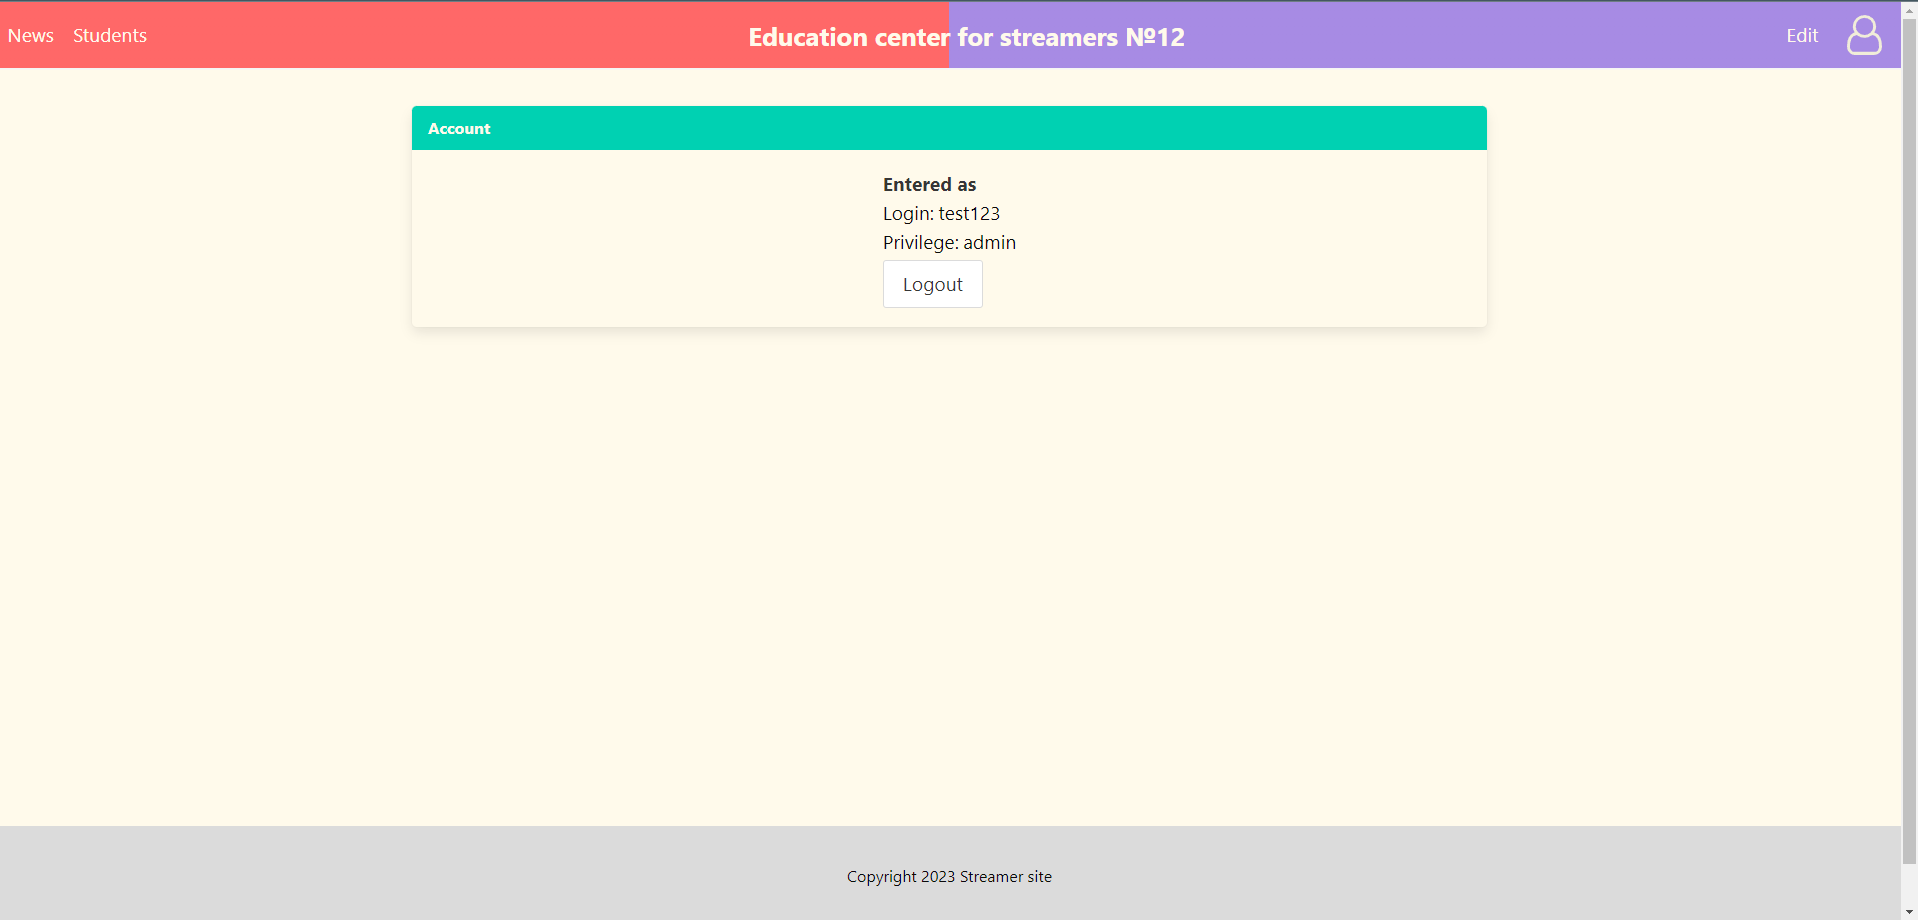 News Students Education center for streamers №12 Edit
Account
Entered as
Login: test123
Privilege: admin
Logout
Copyright 2023 Streamer site